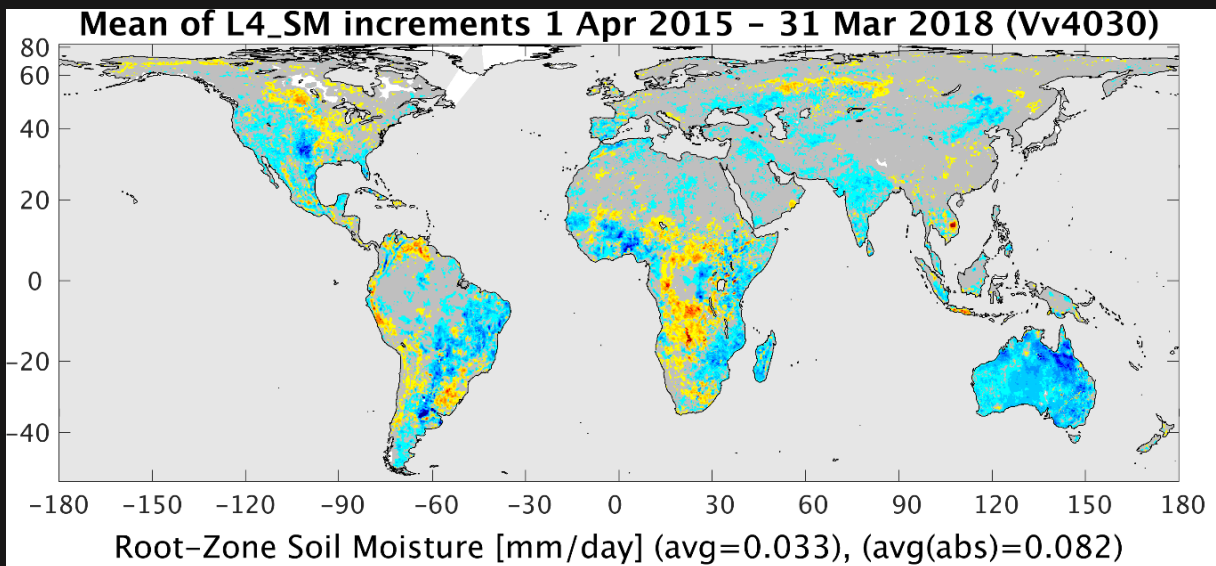 Mean of L4_SM increments 1 Apr 2015 − 31 Mar 2018 (Vv4030)
80
60
40
20
0
−20
−40
−180 −150 −120 −90 −60 −30 0 30 60 90 120 150 180
Root−Zone Soil Moisture [mm/day] (avg=0.033), (avg(abs)=0.082)